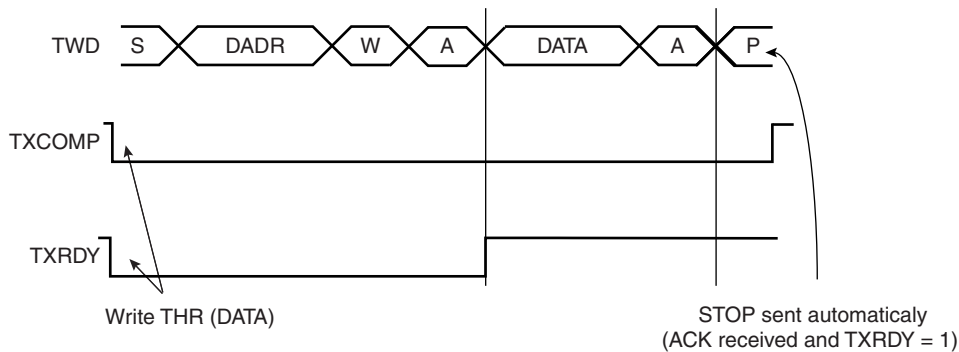 TWD S DADR W A DATA A P
TXCOMP
TXRDY
Write THR (DATA)
STOP sent automaticaly
(ACK received and TXRDY = 1)